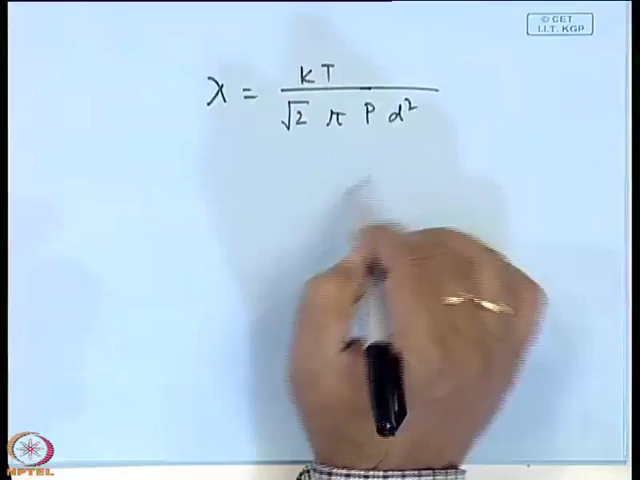 © CET
I.I.T. KGP
λ = KT / √2 π P d²
NPTEL